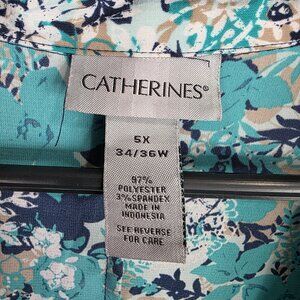 CATHERINES®
5X
34/36W
97%
POLYESTER
3% SPANDEX
MADE IN
INDONESIA
SEE REVERSE
FOR CARE